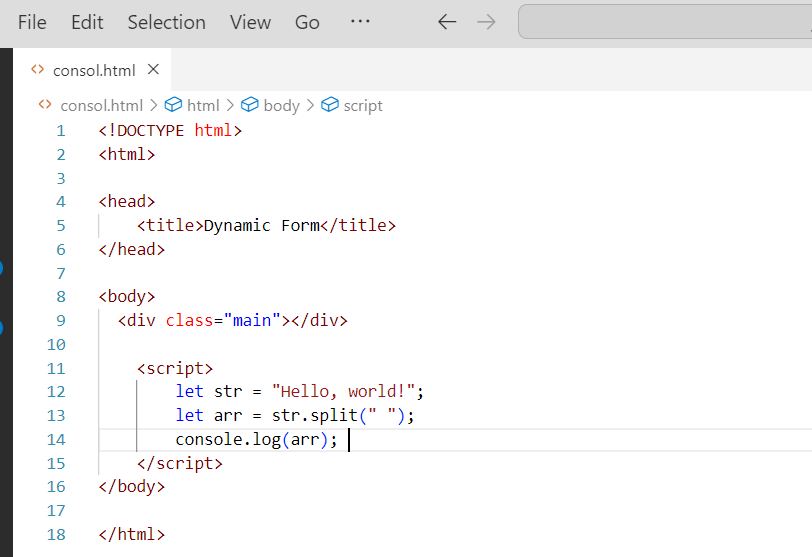 File Edit Selection View Go ...
consol.html
consol.html > html > body > script
1 <!DOCTYPE html>
2 <html>
3
4 <head>
5     <title>Dynamic Form</title>
6 </head>
7
8 <body>
9   <div class="main"></div>
10
11     <script>
12         let str = "Hello, world!";
13         let arr = str.split(" ");
14         console.log(arr);
15     </script>
16 </body>
17
18 </html>